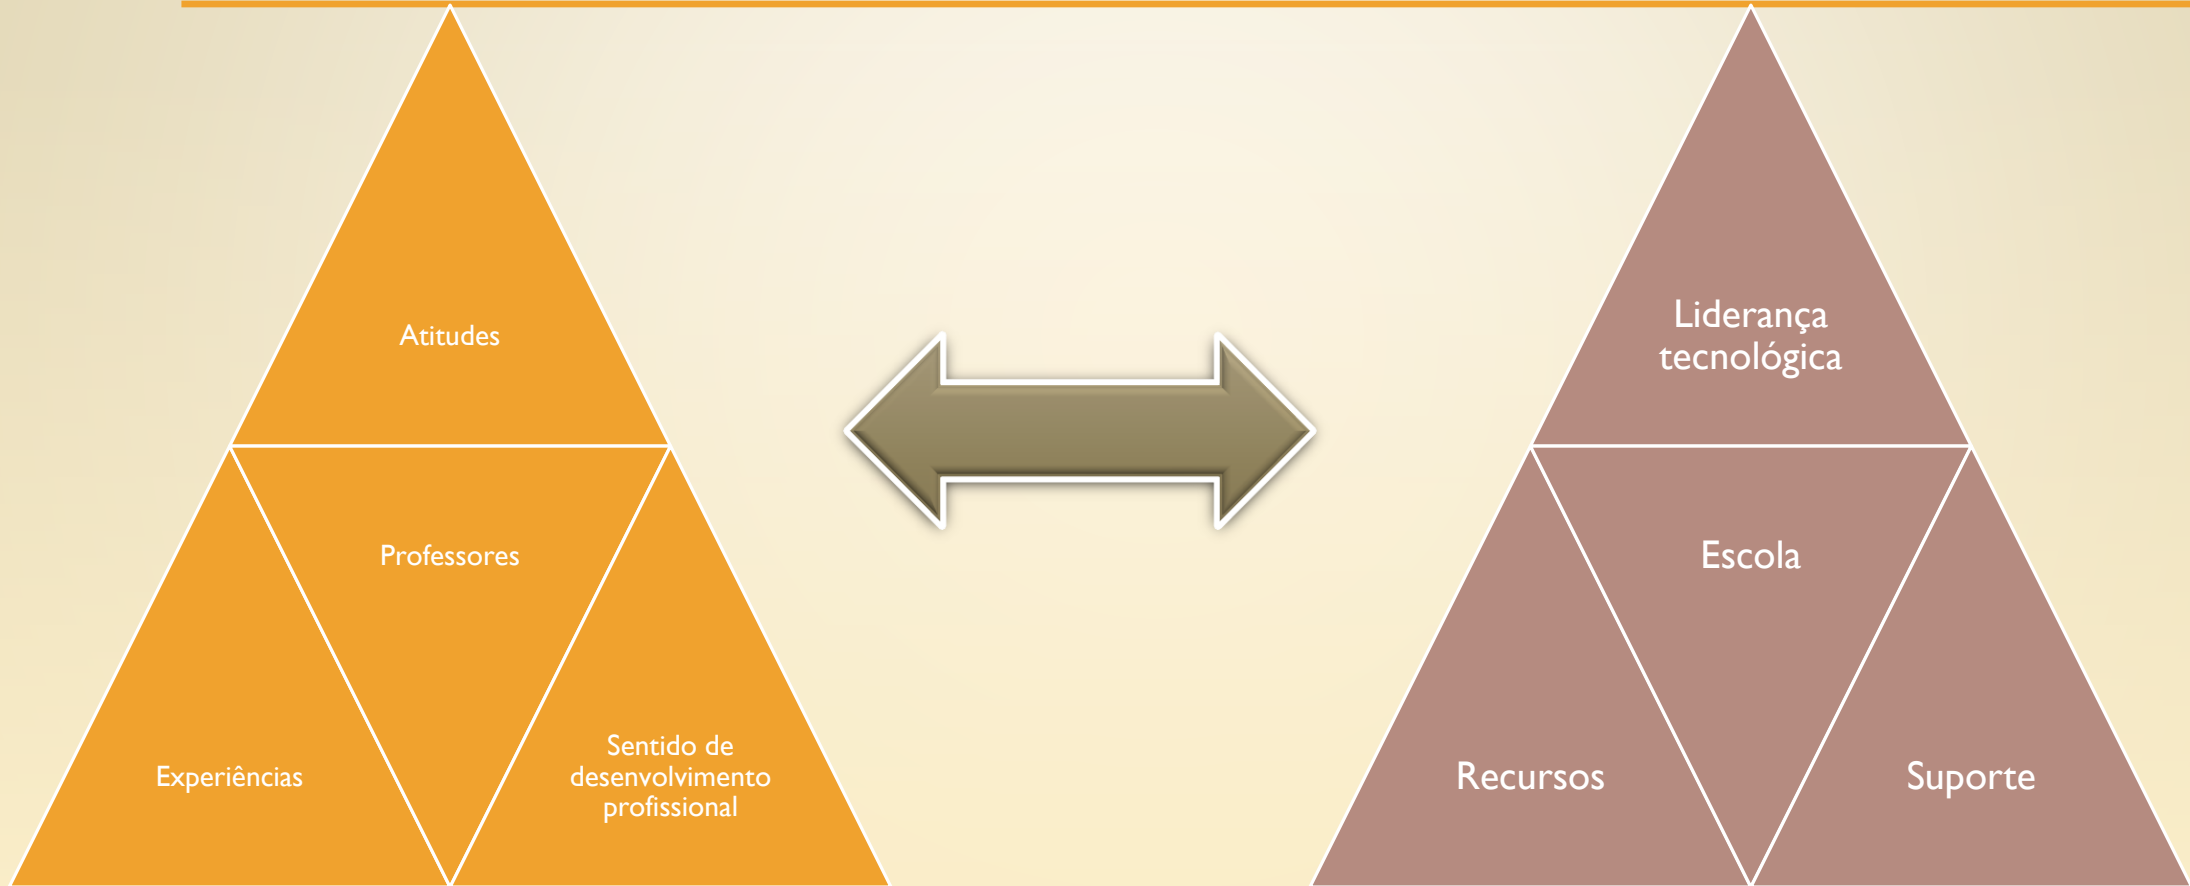 Atitudes
Professores
Experiências
Sentido de
desenvolvimento
profissional
Liderança
tecnológica
Escola
Recursos
Suporte